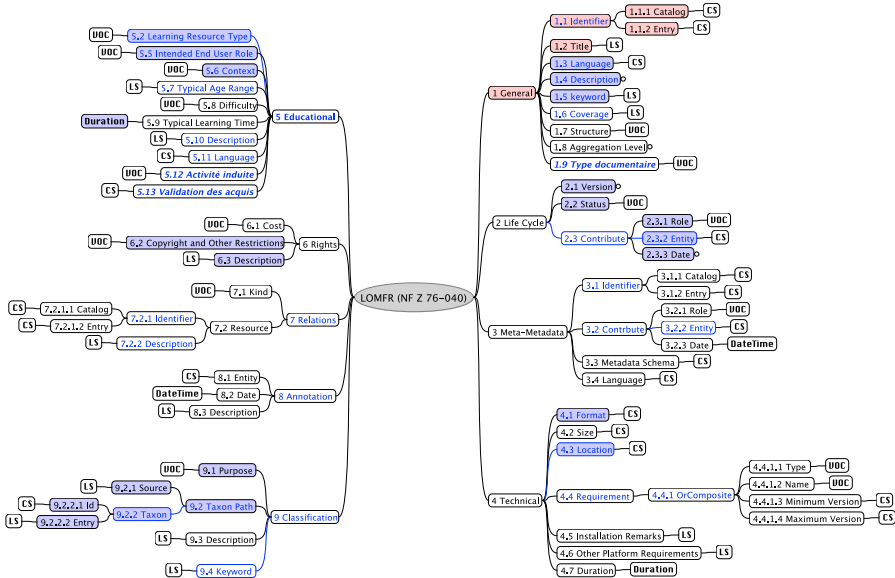 LOMFR (NF Z 76-040)
1 General
1.1 Identifier
1.1.1 Catalog CS
1.1.2 Entry CS
1.2 Title LS
1.3 Language CS
1.4 Description
1.5 keyword LS
1.6 Coverage LS
1.7 Structure VOC
1.8 Aggregation Level
1.9 Type documentaire VOC
2 Life Cycle
2.1 Version
2.2 Status VOC
2.3 Contribute
2.3.1 Role VOC
2.3.2 Entity CS
2.3.3 Date
3 Meta-Metadata
3.1 Identifier
3.1.1 Catalog CS
3.1.2 Entry CS
3.2 Contrbute
3.2.1 Role VOC
3.2.2 Entity CS
3.2.3 Date DateTime
3.3 Metadata Schema CS
3.4 Language CS
4 Technical
4.1 Format CS
4.2 Size CS
4.3 Location CS
4.4 Requirement
4.4.1 OrComposite
4.4.1.1 Type VOC
4.4.1.2 Name VOC
4.4.1.3 Minimum Version CS
4.4.1.4 Maximum Version CS
4.5 Installation Remarks LS
4.6 Other Platform Requirements LS
4.7 Duration Duration
5 Educational
VOC 5.2 Learning Resource Type
VOC 5.5 Intended End User Role
VOC 5.6 Context
LS 5.7 Typical Age Range
VOC 5.8 Difficulty
Duration 5.9 Typical Learning Time
LS 5.10 Description
CS 5.11 Language
VOC 5.12 Activité induite
CS 5.13 Validation des acquis
6 Rights
VOC 6.1 Cost
VOC 6.2 Copyright and Other Restrictions
LS 6.3 Description
7 Relations
VOC 7.1 Kind
7.2 Resource
7.2.1 Identifier
CS 7.2.1.1 Catalog
CS 7.2.1.2 Entry
LS 7.2.2 Description
8 Annotation
CS 8.1 Entity
DateTime 8.2 Date
LS 8.3 Description
9 Classification
VOC 9.1 Purpose
9.2 Taxon Path
LS 9.2.1 Source
9.2.2 Taxon
CS 9.2.2.1 Id
LS 9.2.2.2 Entry
LS 9.3 Description
LS 9.4 Keyword